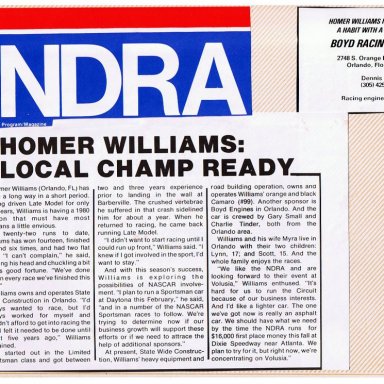 NDRA
Program/Magazine
HOMER WILLIAMS
A HABIT WITH A
BOYD RACIN
2748 S. Orange
Orlando, Flo
Dennis
(305) 425
Racing engine
HOMER WILLIAMS:
LOCAL CHAMP READY
mer Williams (Orlando, FL) has
a long way in a short period.
driven Late Model for only
years, Williams is having a 1980
on that must have most
ans a little envious.
twenty-two runs to date,
ams has won fourteen, finished
nd six times, and had two flat
"I can't complain," he said,
ing his head and chuckling a bit
s good fortune. "We've done
n every race we've finished this
iams owns and operates State
Construction in Orlando. "I'd
ys wanted to race, but I'd
ys worked for myself and
dn't afford to get into racing the
I felt it needed to be done until
t five years ago," Williams
ained.
started out in the Limited
tsman class and got between
two and three years experience
prior to landing in the wall at
Barberville. The crushed vertebrae
he suffered in that crash sidelined
him for about a year. When he
returned to racing, he came back
running Late Model.
"I didn't want to start racing until I
could run up front," Williams said. "I
knew if I got involved in the sport, I'd
want to stay."
And with this season's success,
Williams is exploring the
possibilities of NASCAR involve-
ment. "I plan to run a Sportsman car
at Daytona this February," he said,
"and in a number of the NASCAR
Sportsman races to follow. We're
trying to determine now if our
business growth will support these
efforts or if we need to attract the
help of additional sponsors."
At present, State Wide Construc-
tion, Williams' heavy equipment and
road building operation, owns and
operates Williams' orange and black
Camaro (#99). Another sponsor is
Boyd Engines in Orlando. And the
car is crewed by Gary Small and
Charlie Tinder, both from the
Orlando area.
Williams and his wife Myra live in
Orlando with their two children:
Lynn, 17; and Scott, 15. And the
whole family enjoys the races.
"We like the NDRA and are
looking forward to their event at
Volusia," Williams enthused. "It's
hard for us to run the Circuit
because of our business interests.
And I'd like a lighter car. The one
we've got now is really an asphalt
car. We should have what we need
by the time the NDRA runs for
$16,000 first place money this fall at
Dixie Speedway near Atlanta. We
plan to try for it, but right now, we're
concentrating on Volusia."